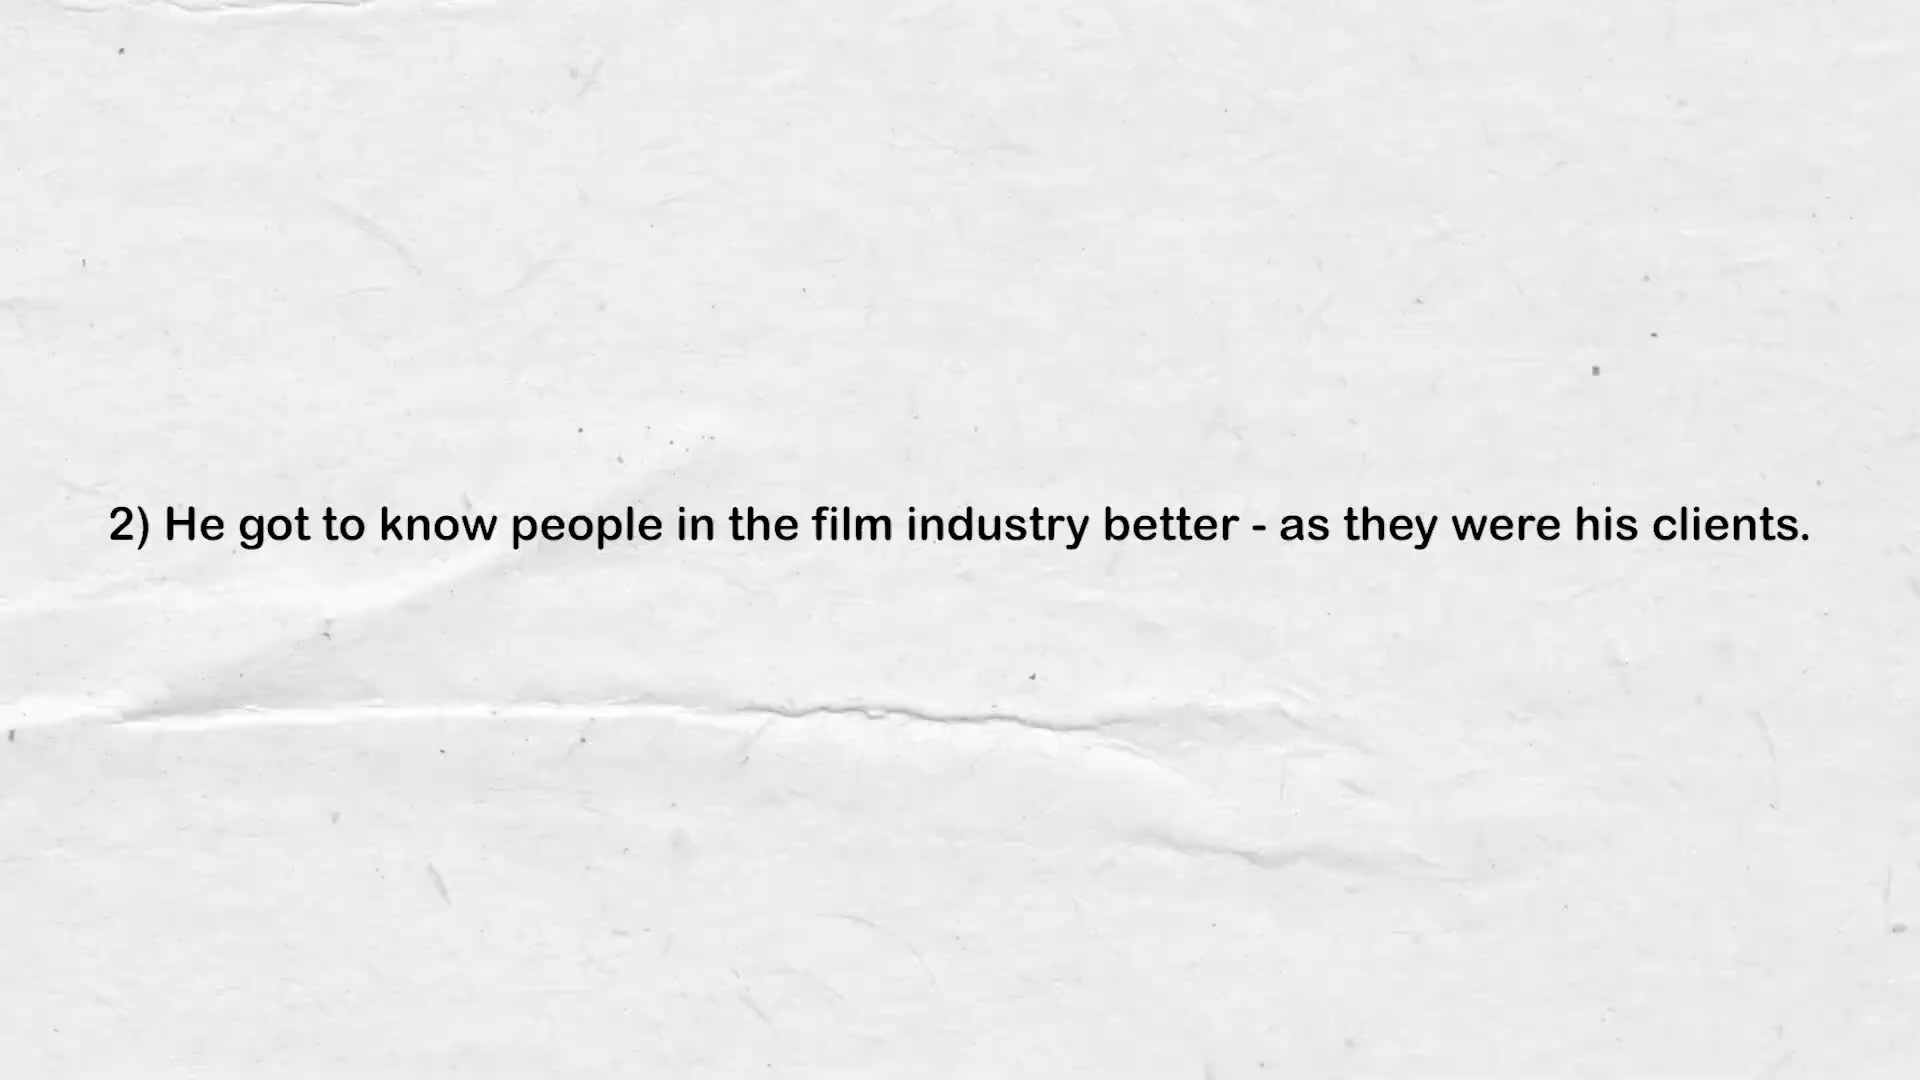 2) He got to know people in the film industry better - as they were his clients.